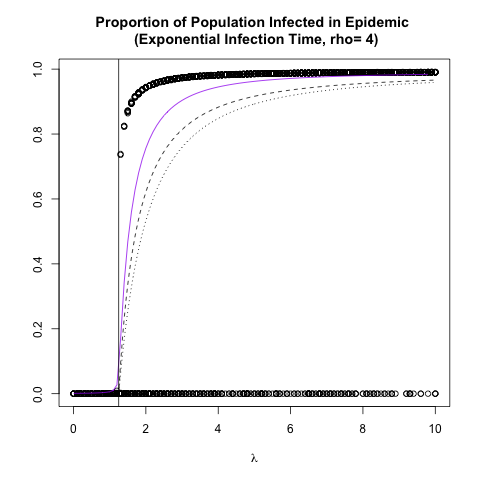 Proportion of Population Infected in Epidemic
(Exponential Infection Time, rho= 4)
1.0
0.8
0.6
0.4
0.2
0.0
0 2 4 6 8 10
λ